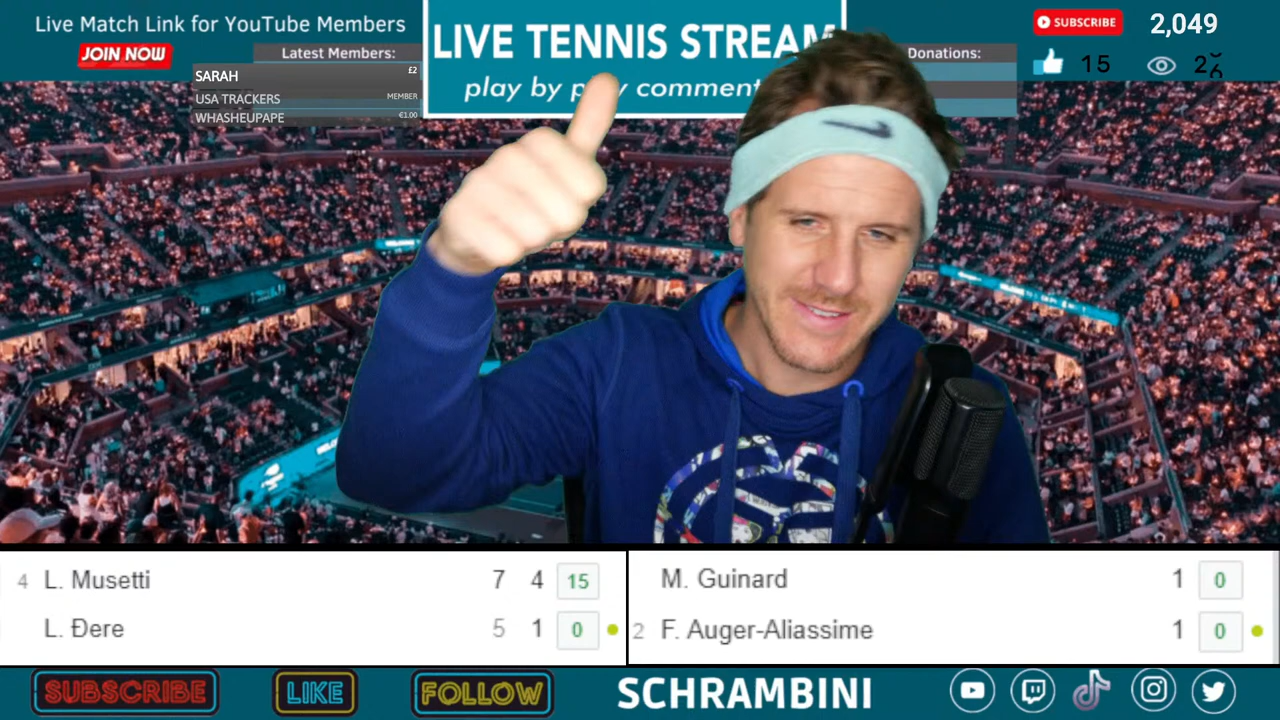 Live Match Link for YouTube Members
JOIN NOW
Latest Members:
SARAH £2
USA TRACKERS MEMBER
WHASHEUPAPE €1.00
LIVE TENNIS STREAM
play by comment
Donations:
SUBSCRIBE 2,049
15
4 L. Musetti 7 4 15
L. Đere 5 1 0
M. Guinard 1 0
2 F. Auger-Aliassime 1 0
SUBSCRIBE
LIKE
FOLLOW
SCHRAMBINI